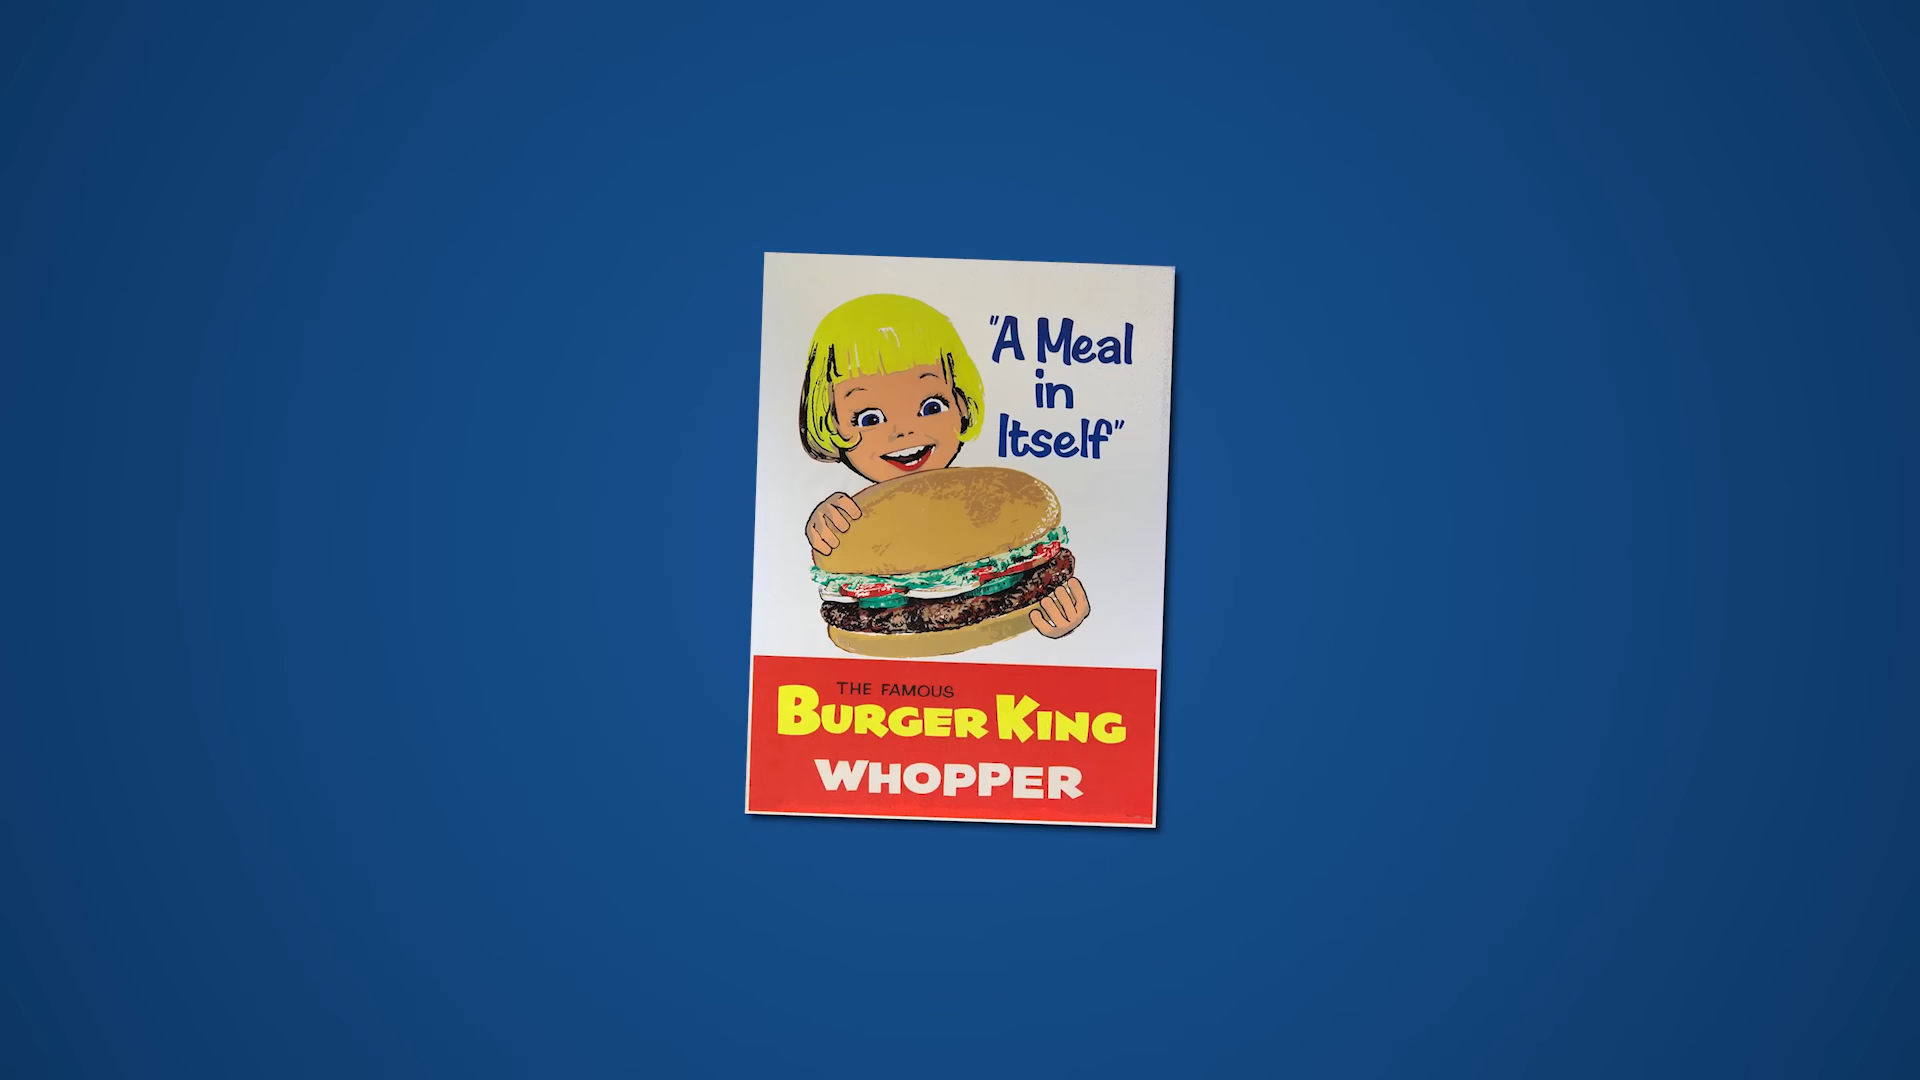 "A Meal
in
Itself"
THE FAMOUS
BURGER KING
WHOPPER